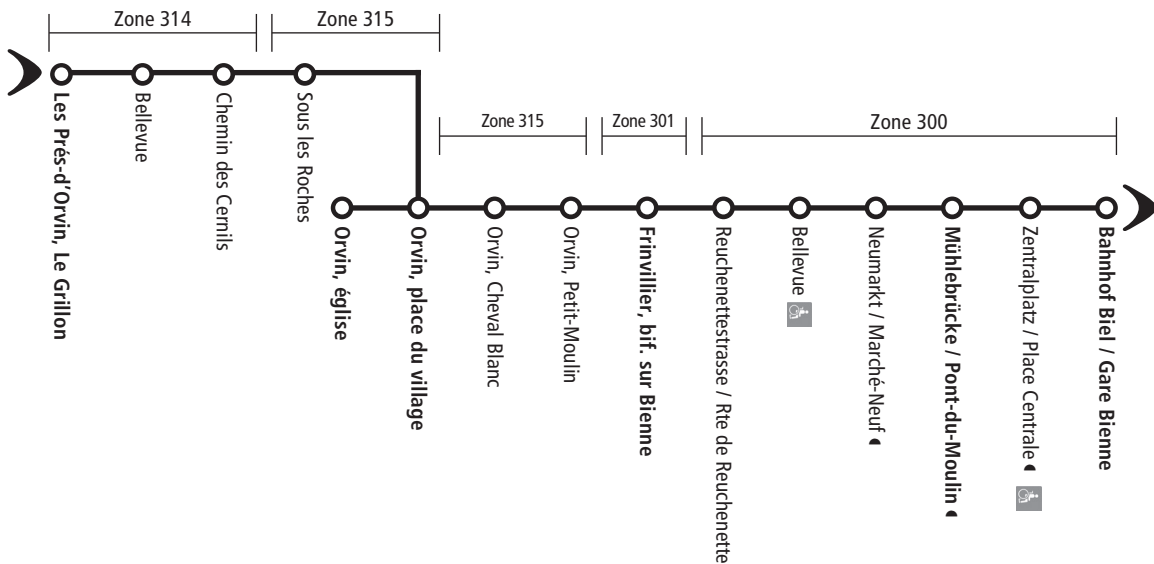 Zone 314
Zone 315
Les Prés-d'Orvin, Le Grillon
Bellevue
Chemin des Cernils
Sous les Roches
Zone 315
Zone 301
Zone 300
Orvin, église
Orvin, place du village
Orvin, Cheval Blanc
Orvin, Petit-Moulin
Frinvillier, bif. sur Bienne
Reuchenettestrasse / Rte de Reuchenette
Bellevue
Neumarkt / Marché-Neuf
Mühlebrücke / Pont-du-Moulin
Zentralplatz / Place Centrale
Bahnhof Biel / Gare Bienne